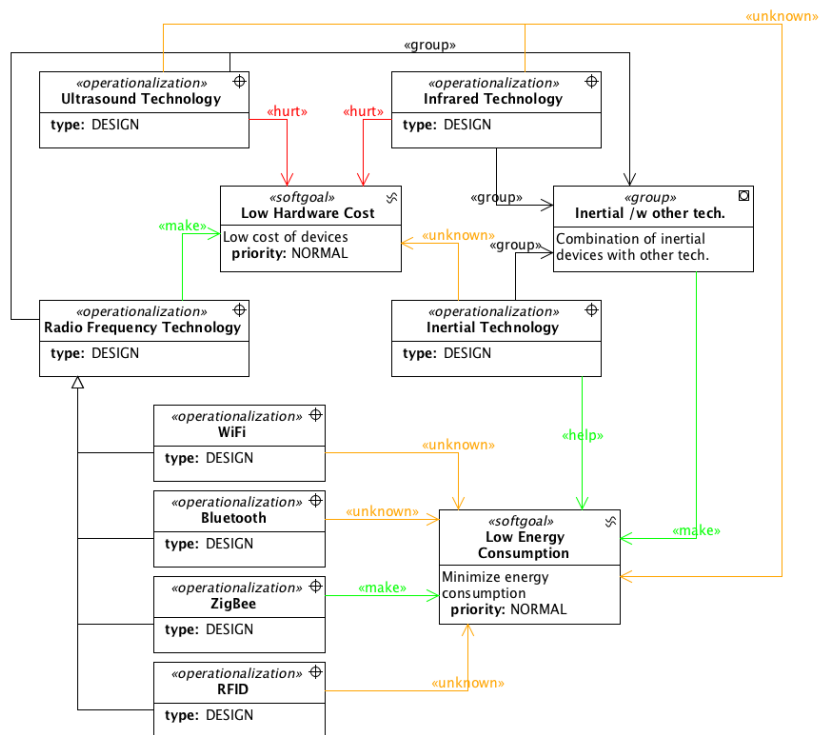 «unknown»
«group»
«operationalization»
Ultrasound Technology
type: DESIGN
«operationalization»
Infrared Technology
type: DESIGN
«hurt»
«hurt»
«softgoal»
Low Hardware Cost
Low cost of devices
priority: NORMAL
«group»
«group»
Inertial /w other tech.
Combination of inertial
devices with other tech.
«make»
«unknown»
«group»
«operationalization»
Radio Frequency Technology
type: DESIGN
«operationalization»
Inertial Technology
type: DESIGN
«operationalization»
WiFi
type: DESIGN
«unknown»
«help»
«operationalization»
Bluetooth
type: DESIGN
«unknown»
«softgoal»
Low Energy
Consumption
Minimize energy
consumption
priority: NORMAL
«make»
«operationalization»
ZigBee
type: DESIGN
«make»
«operationalization»
RFID
type: DESIGN
«unknown»